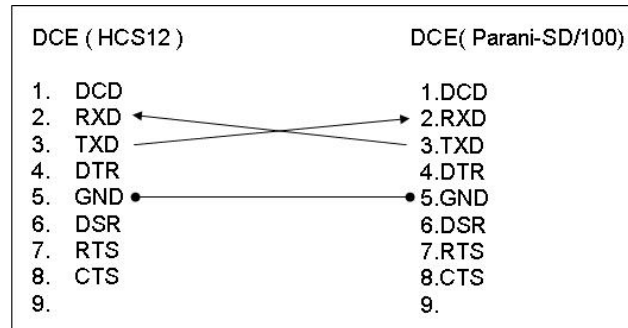 DCE ( HCS12 )
DCE( Parani-SD/100)
1. DCD
2. RXD
3. TXD
4. DTR
5. GND
6. DSR
7. RTS
8. CTS
9.
1.DCD
2.RXD
3.TXD
4.DTR
5.GND
6.DSR
7.RTS
8.CTS
9.